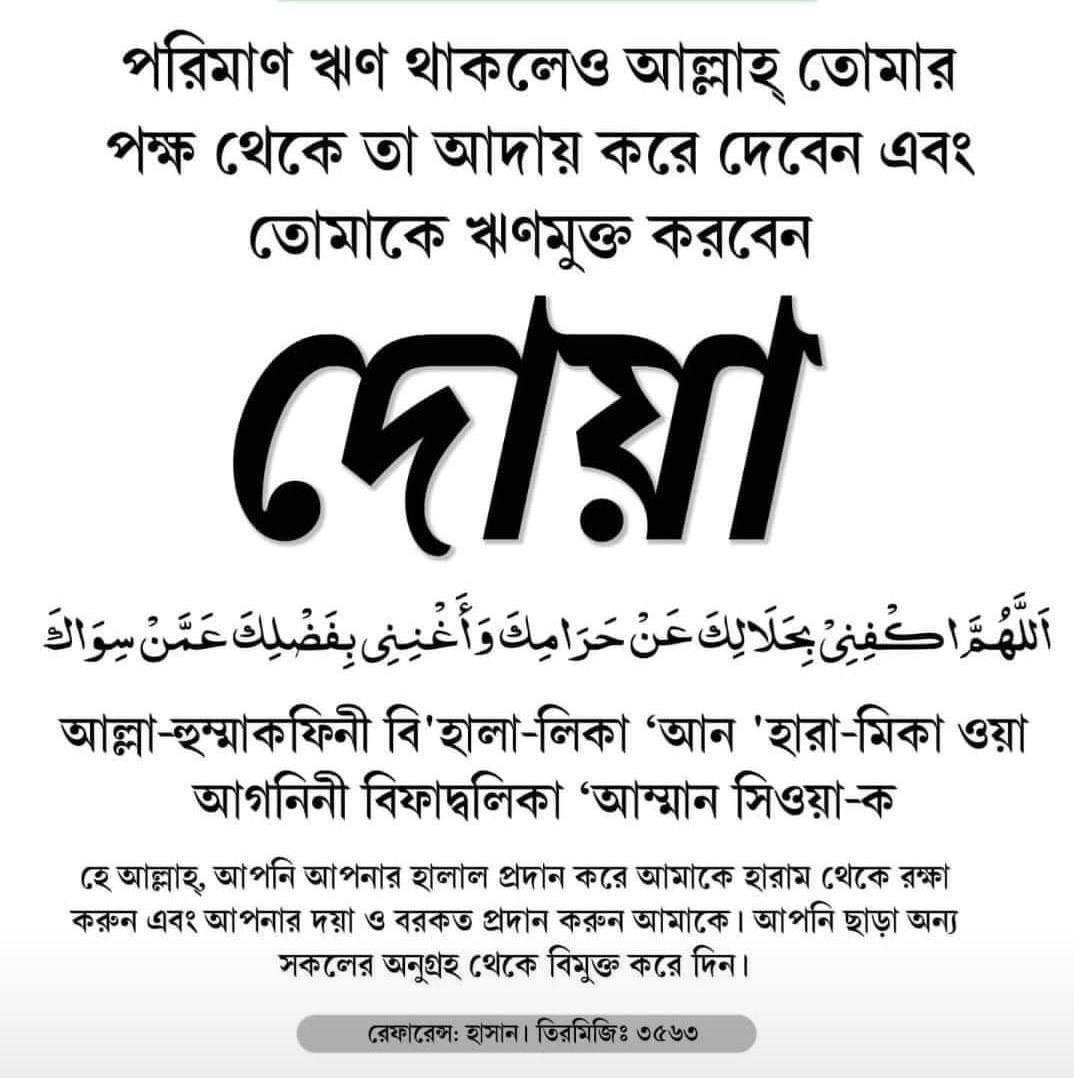 পরিমাণ ঋণ থাকলেও আল্লাহ্ তোমার
পক্ষ থেকে তা আদায় করে দেবেন এবং
তোমাকে ঋণমুক্ত করবেন
দোয়া
اَللّٰهُمَّ اكْفِنِيْ بِحَلَالِكَ عَنْ حَرَامِكَ وَأَغْنِنِى بِفَضْلِكَ عَمَّنْ سِوَاكَ
আল্লা-হুম্মাকফিনী বি'হালা-লিকা ‘আন 'হারা-মিকা ওয়া
আগনিনী বিফাদ্বলিকা ‘আম্মান সিওয়া-ক
হে আল্লাহ্, আপনি আপনার হালাল প্রদান করে আমাকে হারাম থেকে রক্ষা
করুন এবং আপনার দয়া ও বরকত প্রদান করুন আমাকে। আপনি ছাড়া অন্য
সকলের অনুগ্রহ থেকে বিমুক্ত করে দিন।
রেফারেন্স: হাসান। তিরমিজিঃ ৩৫৬৩